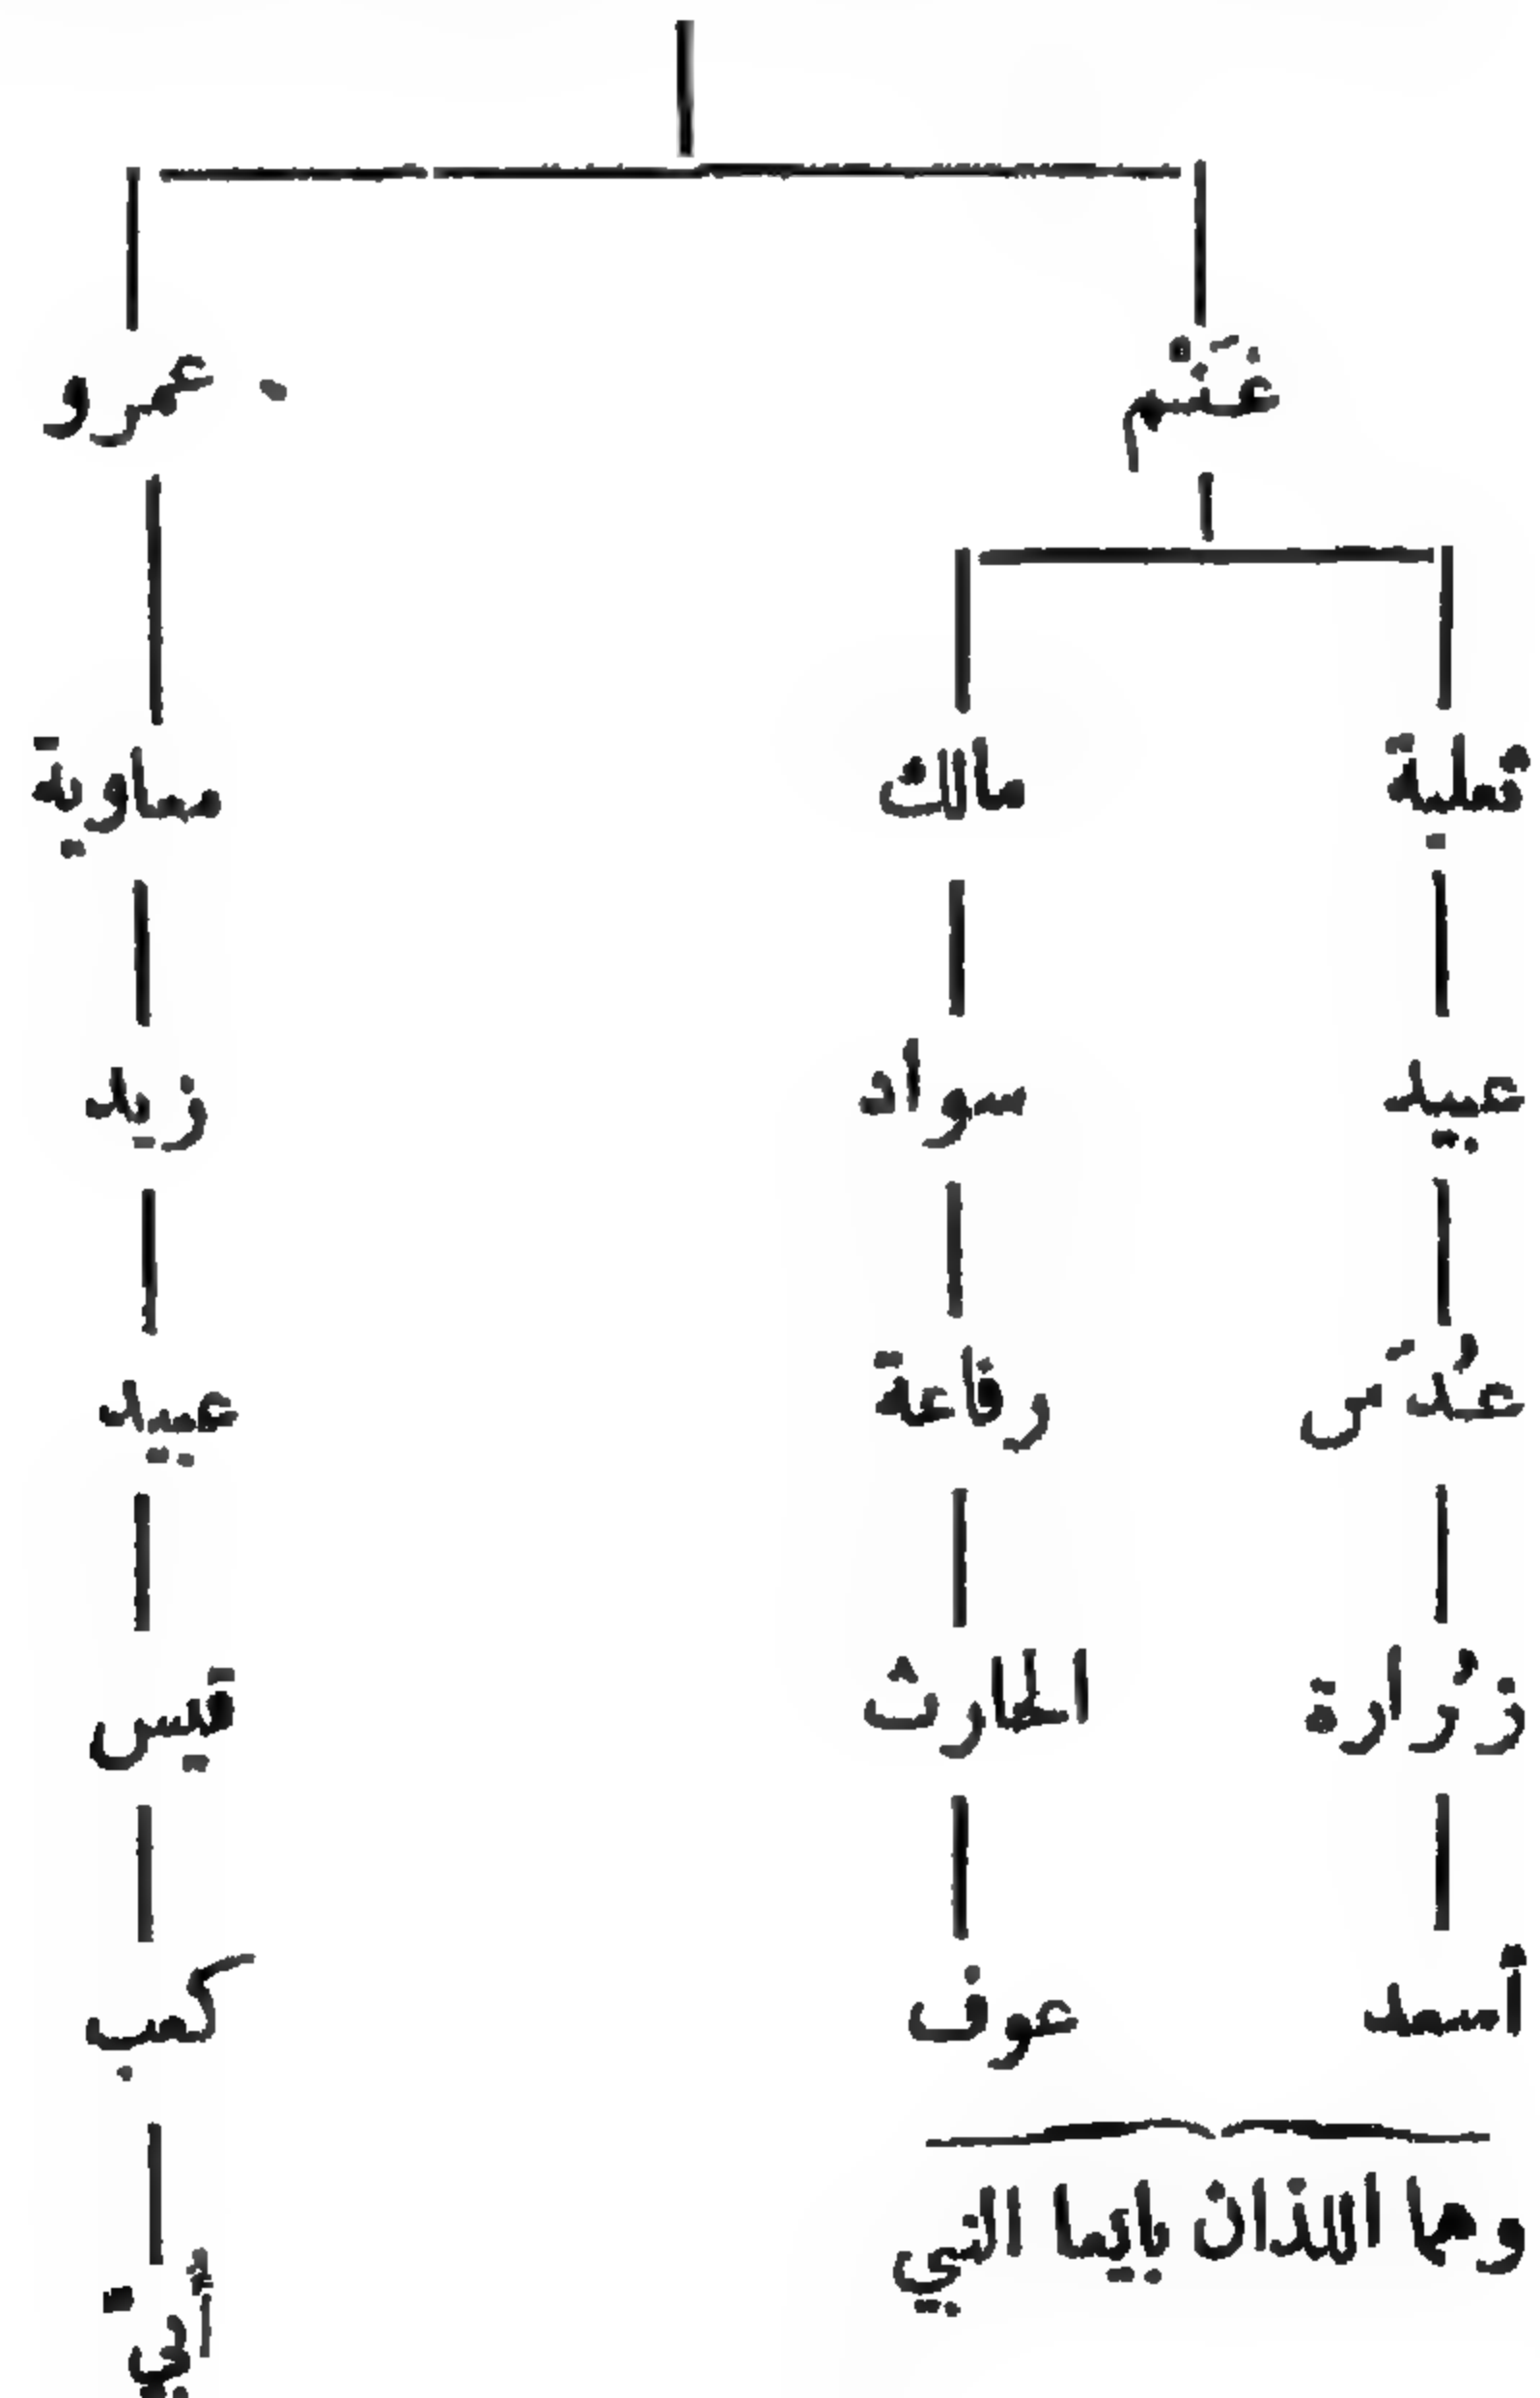 غَنْم عمرو
ثعلبة مالك معاوية
عبيد سواد زيد
عُدَس رفاعة عبيد
زُرارة الحارث قيس
أسعد عوف كعب
وهما اللذان بايعا النبي
أُبيّ